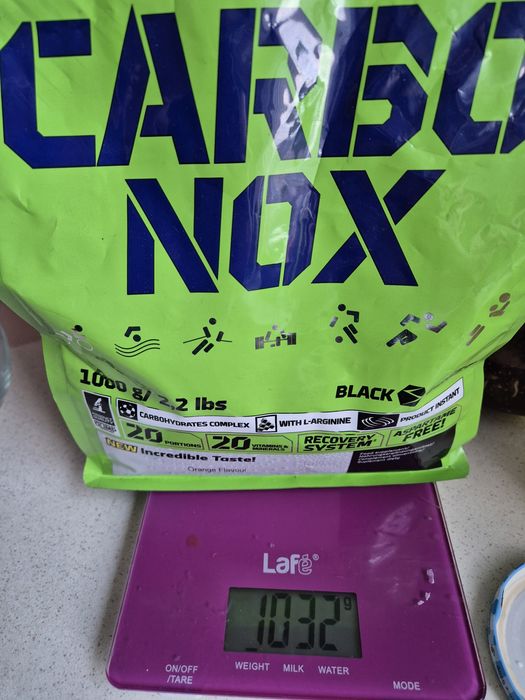 CARBO
NOX
1000 g/ 2,2 lbs
BLACK
4
CARBOHYDRATES COMPLEX
WITH L-ARGININE
PRODUCT INSTANT
20 PORTIONS
20 VITAMINS & MINERALS
RECOVERY SYSTEM
ASPARTAME FREE!
NEW Incredible Taste!
Orange Flavour
Lafe®
1032 g
ON/OFF /TARE
WEIGHT MILK WATER
MODE